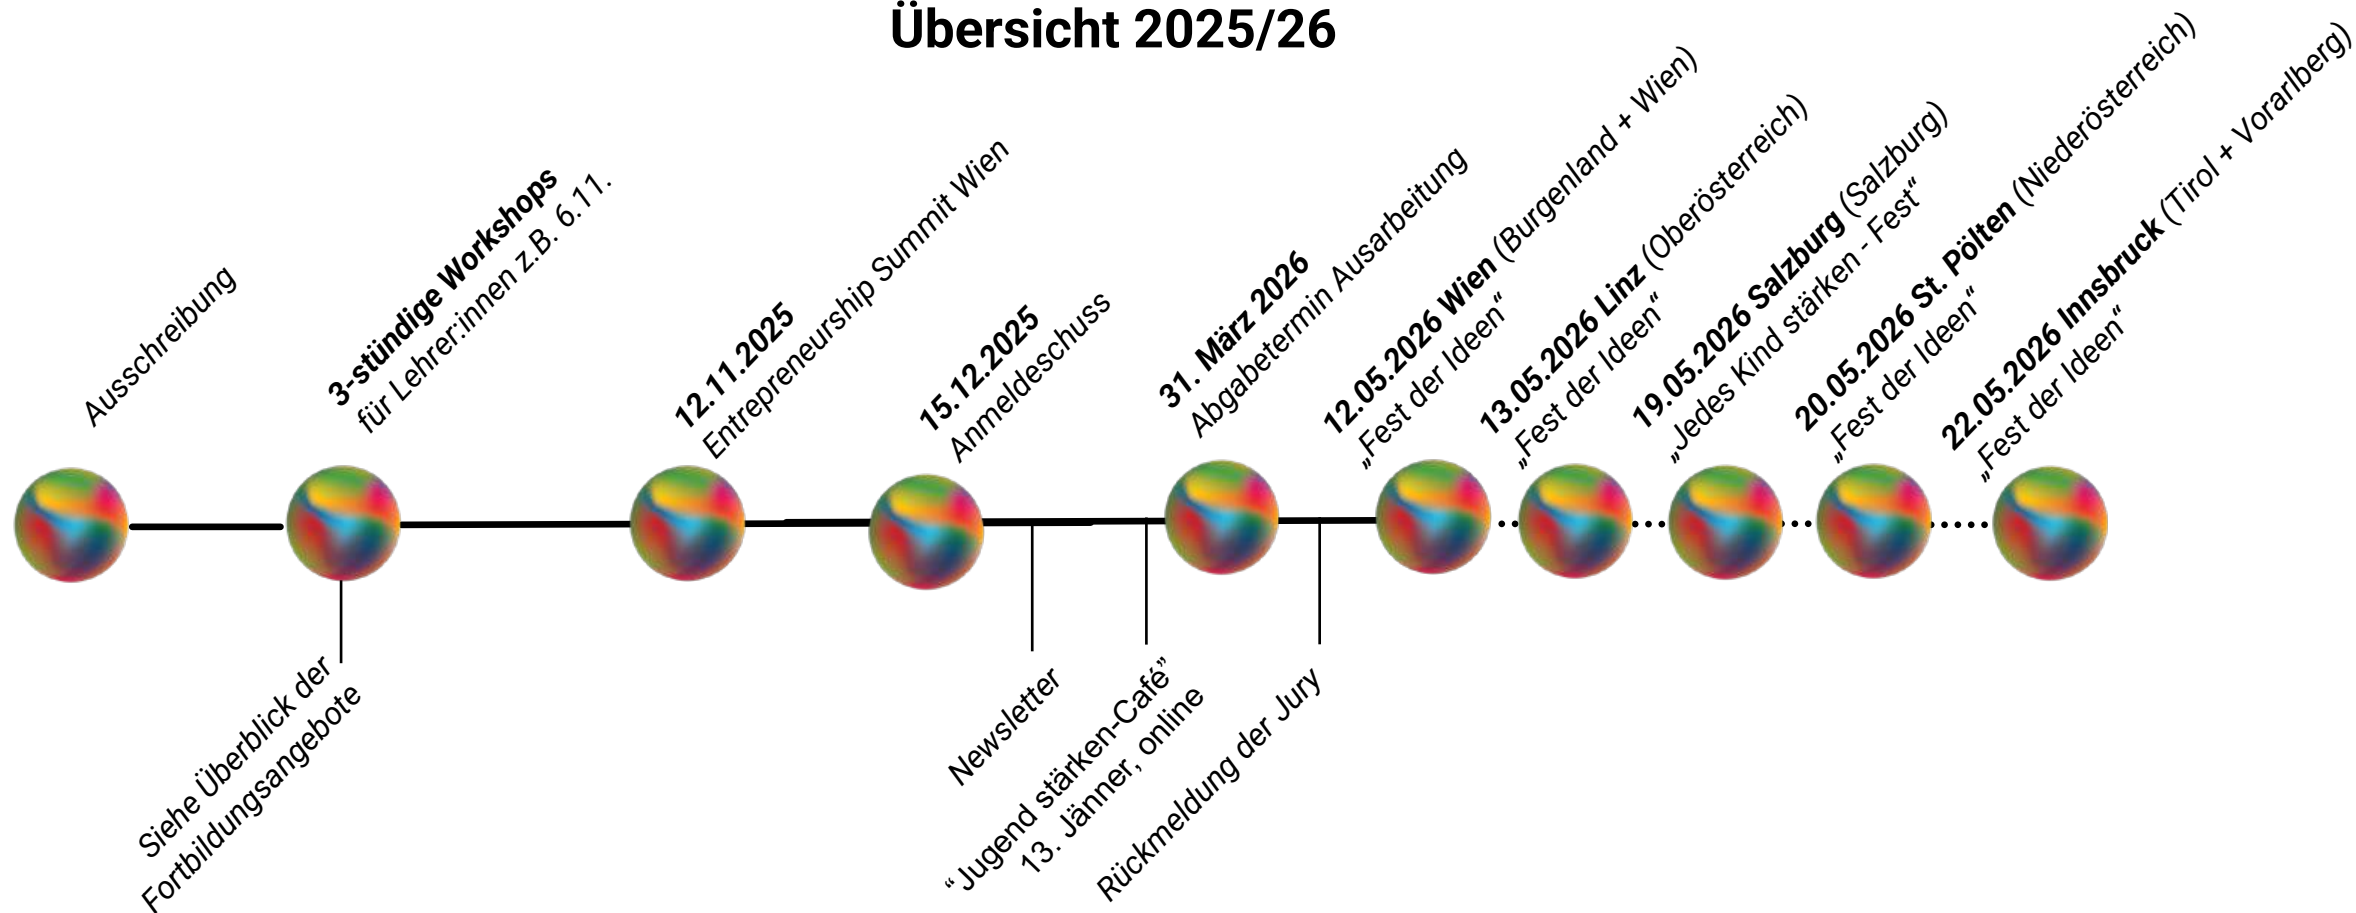 Übersicht 2025/26
Ausschreibung
3-stündige Workshops
für Lehrer:innen z.B. 6.11.
12.11.2025
Entrepreneurship Summit Wien
15.12.2025
Anmeldeschuss
31. März 2026
Abgabetermin Ausarbeitung
12.05.2026 Wien (Burgenland + Wien)
„Fest der Ideen“
13.05.2026 Linz (Oberösterreich)
„Fest der Ideen“
19.05.2026 Salzburg (Salzburg)
„Jedes Kind stärken - Fest“
20.05.2026 St. Pölten (Niederösterreich)
„Fest der Ideen“
22.05.2026 Innsbruck (Tirol + Vorarlberg)
„Fest der Ideen“
Siehe Überblick der
Fortbildungsangebote
Newsletter
“Jugend stärken-Café”
13. Jänner, online
Rückmeldung der Jury